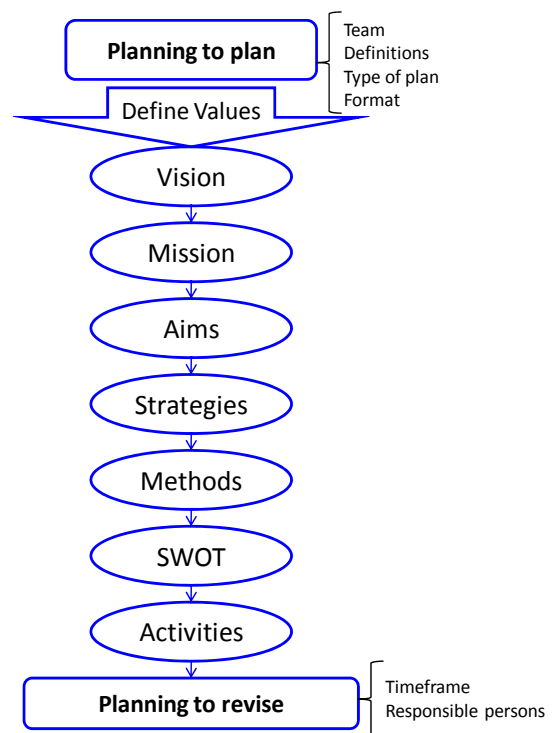 Planning to plan
Team
Definitions
Type of plan
Format
Define Values
Vision
Mission
Aims
Strategies
Methods
SWOT
Activities
Planning to revise
Timeframe
Responsible persons